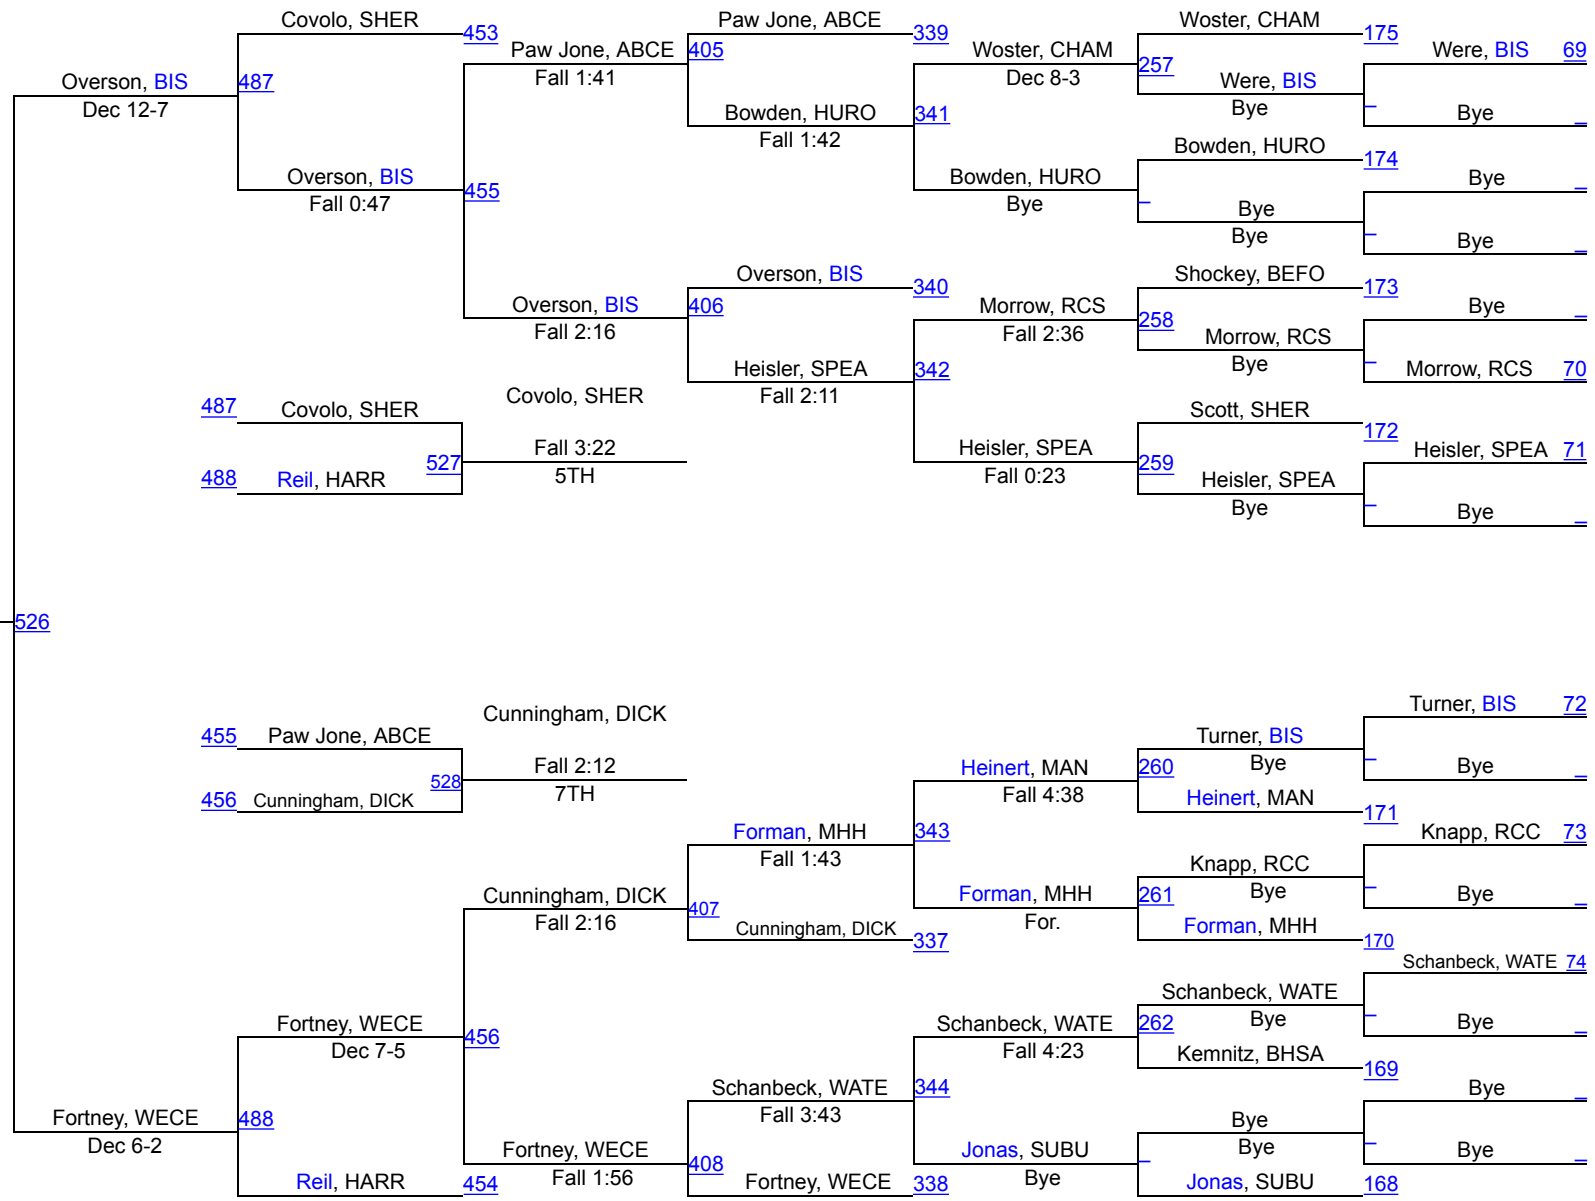 Covolo, SHER
453
Paw Jone, ABCE
Fall 1:41
Paw Jone, ABCE
339
405
Woster, CHAM
Dec 8-3
Woster, CHAM
175
257
Were, BIS 69
Overson, BIS
Dec 12-7
487
Were, BIS
Bye
Bye
Bowden, HURO
Fall 1:42
341
Bowden, HURO
174
Bowden, HURO
Bye
Overson, BIS
Fall 0:47
455
Bye
Bye
Bye
Bye
Overson, BIS
340
Shockey, BEFO
173
Overson, BIS
Fall 2:16
406
Morrow, RCS
Fall 2:36
258
Bye
Morrow, RCS
Bye
Heisler, SPEA
Fall 2:11
342
Morrow, RCS 70
487 Covolo, SHER
Covolo, SHER
Fall 3:22
5TH
Scott, SHER
172
527
488 Reil, HARR
Heisler, SPEA
Fall 0:23
259
Heisler, SPEA 71
Heisler, SPEA
Bye
Bye
526
Turner, BIS 72
455 Paw Jone, ABCE
Cunningham, DICK
Fall 2:12
7TH
Turner, BIS
Bye
528
456 Cunningham, DICK
Heinert, MAN
Fall 4:38
260
Bye
Heinert, MAN
171
Forman, MHH
Fall 1:43
343
Knapp, RCC 73
Knapp, RCC
Bye
Cunningham, DICK
Fall 2:16
407
Forman, MHH
For.
261
Bye
Cunningham, DICK 337
Forman, MHH
170
Schanbeck, WATE 74
Schanbeck, WATE
Bye
Fortney, WECE
Dec 7-5
456
Schanbeck, WATE
Fall 4:23
262
Bye
Kemnitz, BHSA
169
Schanbeck, WATE
Fall 3:43
344
Bye
Fortney, WECE
Dec 6-2
488
Bye
Bye
Fortney, WECE
Fall 1:56
408
Jonas, SUBU
Bye
Bye
Reil, HARR 454
Fortney, WECE 338
Jonas, SUBU 168